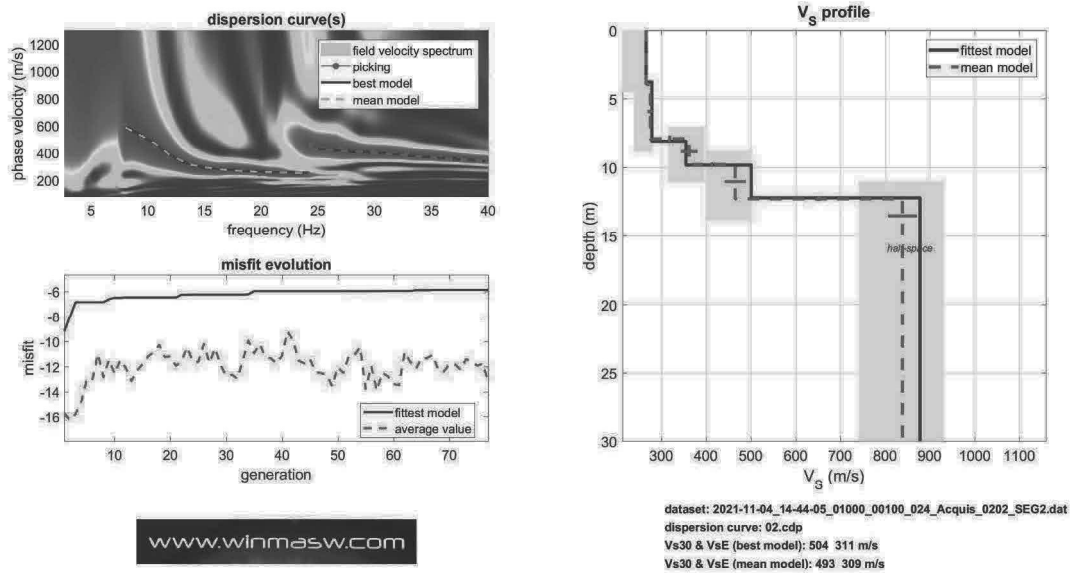 dispersion curve(s)
phase velocity (m/s)
1200
1000
800
600
400
200
field velocity spectrum
picking
best model
mean model
5 10 15 20 25 30 35 40
frequency (Hz)
misfit evolution
misfit
-6
-8
-10
-12
-14
-16
fittest model
average value
10 20 30 40 50 60 70
generation
www.winmasw.com
VS profile
depth (m)
0
5
10
15
20
25
30
fittest model
mean model
half-space
300 400 500 600 700 800 900 1000 1100
VS (m/s)
dataset: 2021-11-04_14-44-05_01000_00100_024_Acquis_0202_SEG2.dat
dispersion curve: 02.cdp
Vs30 & VsE (best model): 504 311 m/s
Vs30 & VsE (mean model): 493 309 m/s